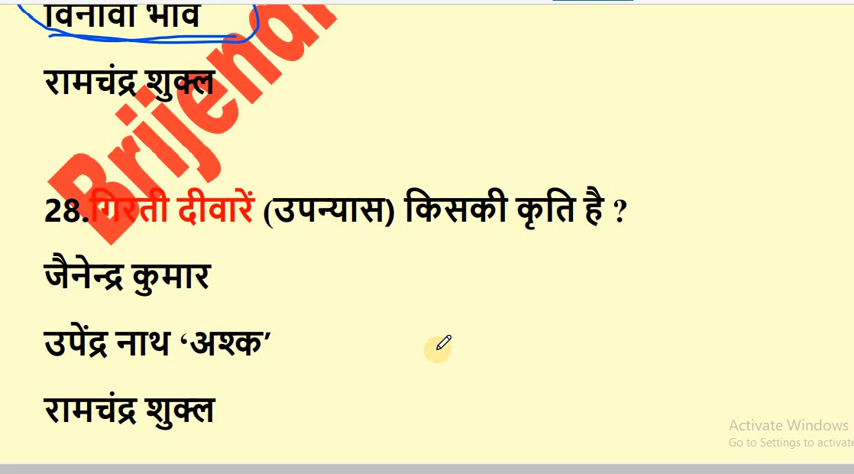 विनोवा भावे
रामचंद्र शुक्ल
Brijend
28.गिरती दीवारें (उपन्यास) किसकी कृति है ?
जैनेन्द्र कुमार
उपेंद्र नाथ ‘अश्क’
रामचंद्र शुक्ल
Activate Windows
Go to Settings to activate